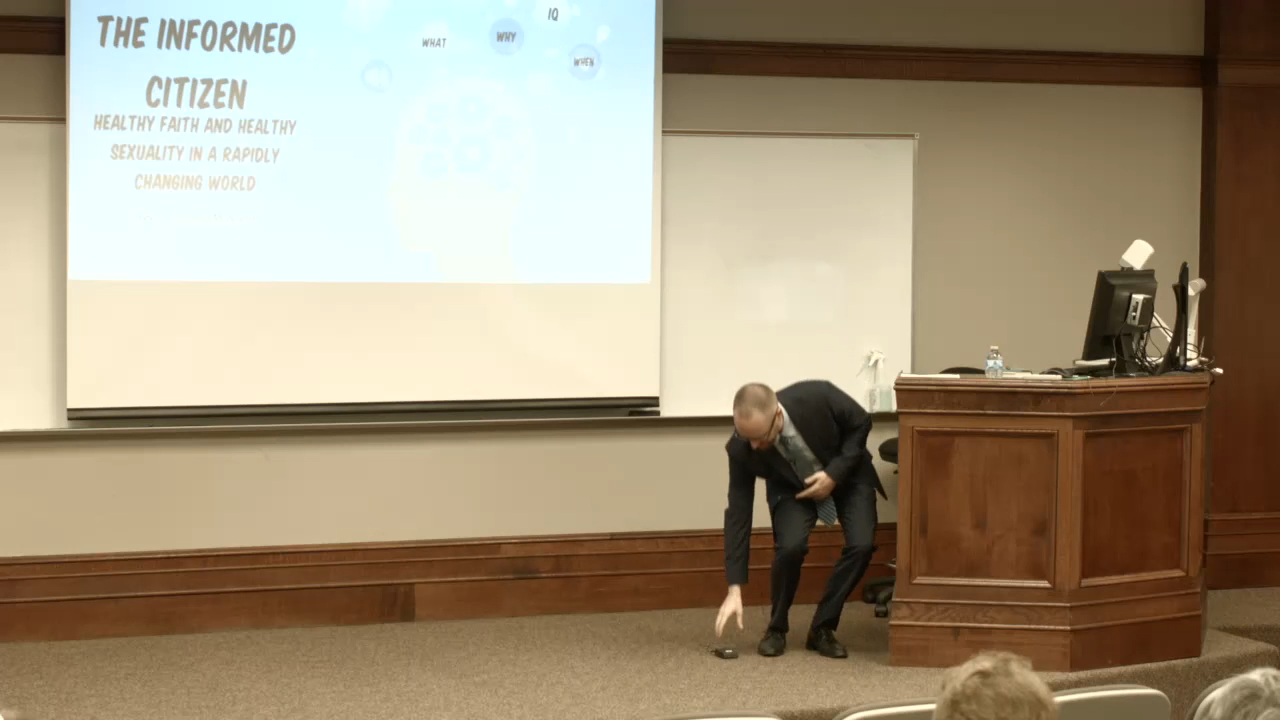 THE INFORMED
CITIZEN
HEALTHY FAITH AND HEALTHY
SEXUALITY IN A RAPIDLY
CHANGING WORLD
WHAT
WHY
IQ
WHEN